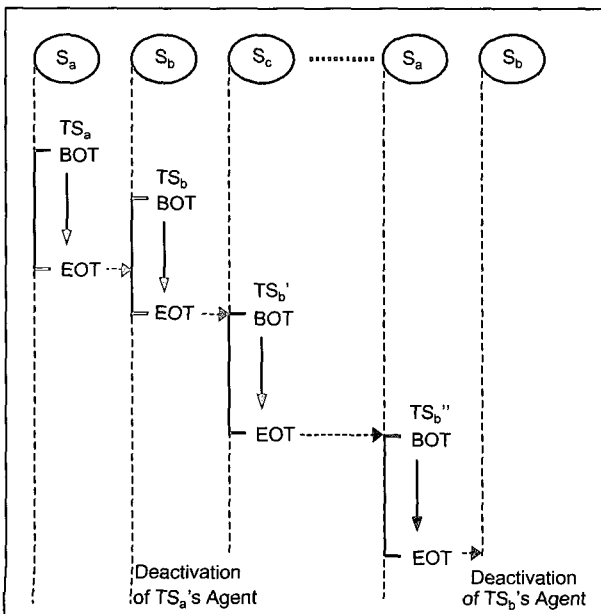 Sa Sb Sc Sa Sb
TSa
BOT
TSb
BOT
EOT
EOT
TSb'
BOT
EOT
TSb''
BOT
EOT
Deactivation
of TSa's Agent
Deactivation
of TSb's Agent